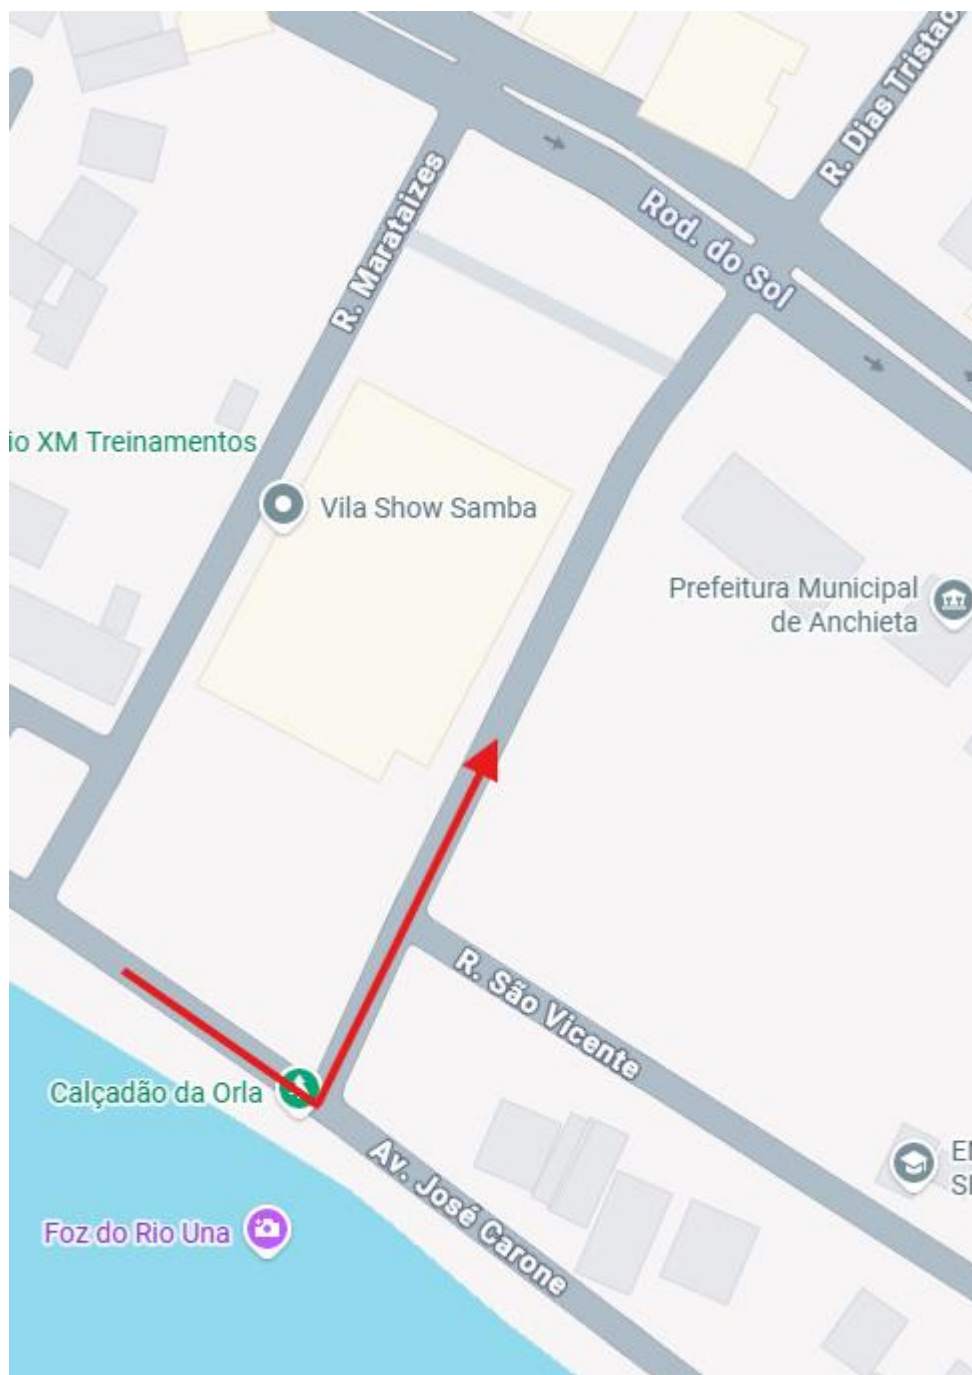 R. Dias Tristão
R. Marataizes
Rod. do Sol
io XM Treinamentos
Vila Show Samba
Prefeitura Municipal
de Anchieta
R. São Vicente
Calçadão da Orla
Av. José Carone
Foz do Rio Una